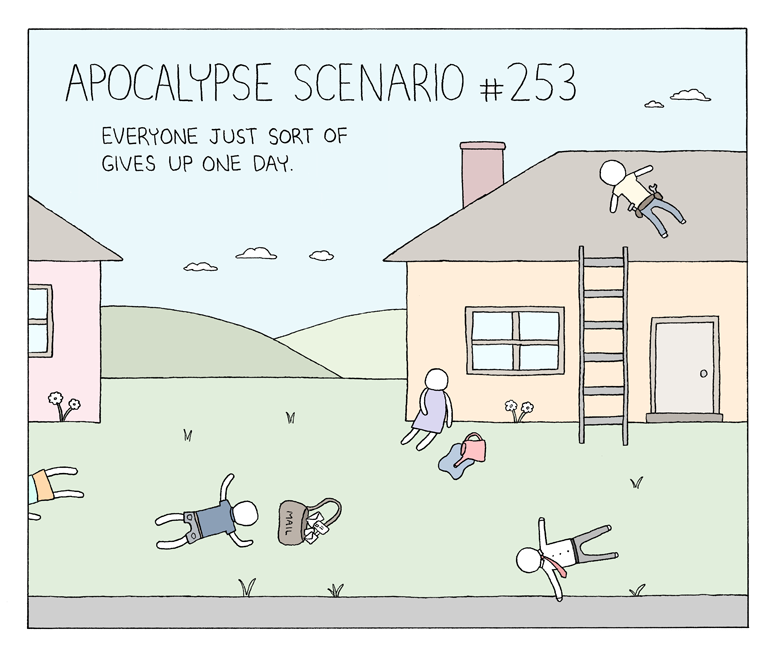 APOCALYPSE SCENARIO #253
EVERYONE JUST SORT OF
GIVES UP ONE DAY.
MAIL